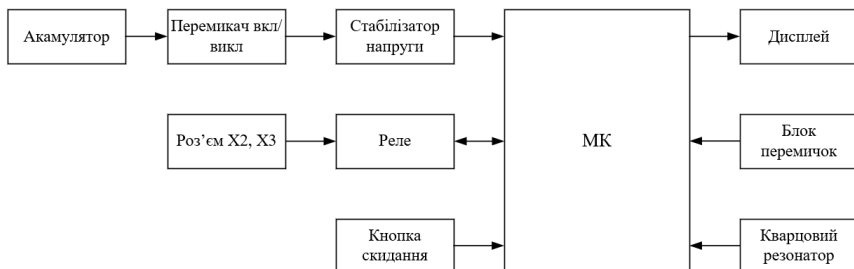 Акамулятор
Перемикач вкл/
викл
Стабілізатор
напруги
Дисплей
Роз’єм X2, X3
Реле
МК
Блок
перемичок
Кнопка
скидання
Кварцовий
резонатор